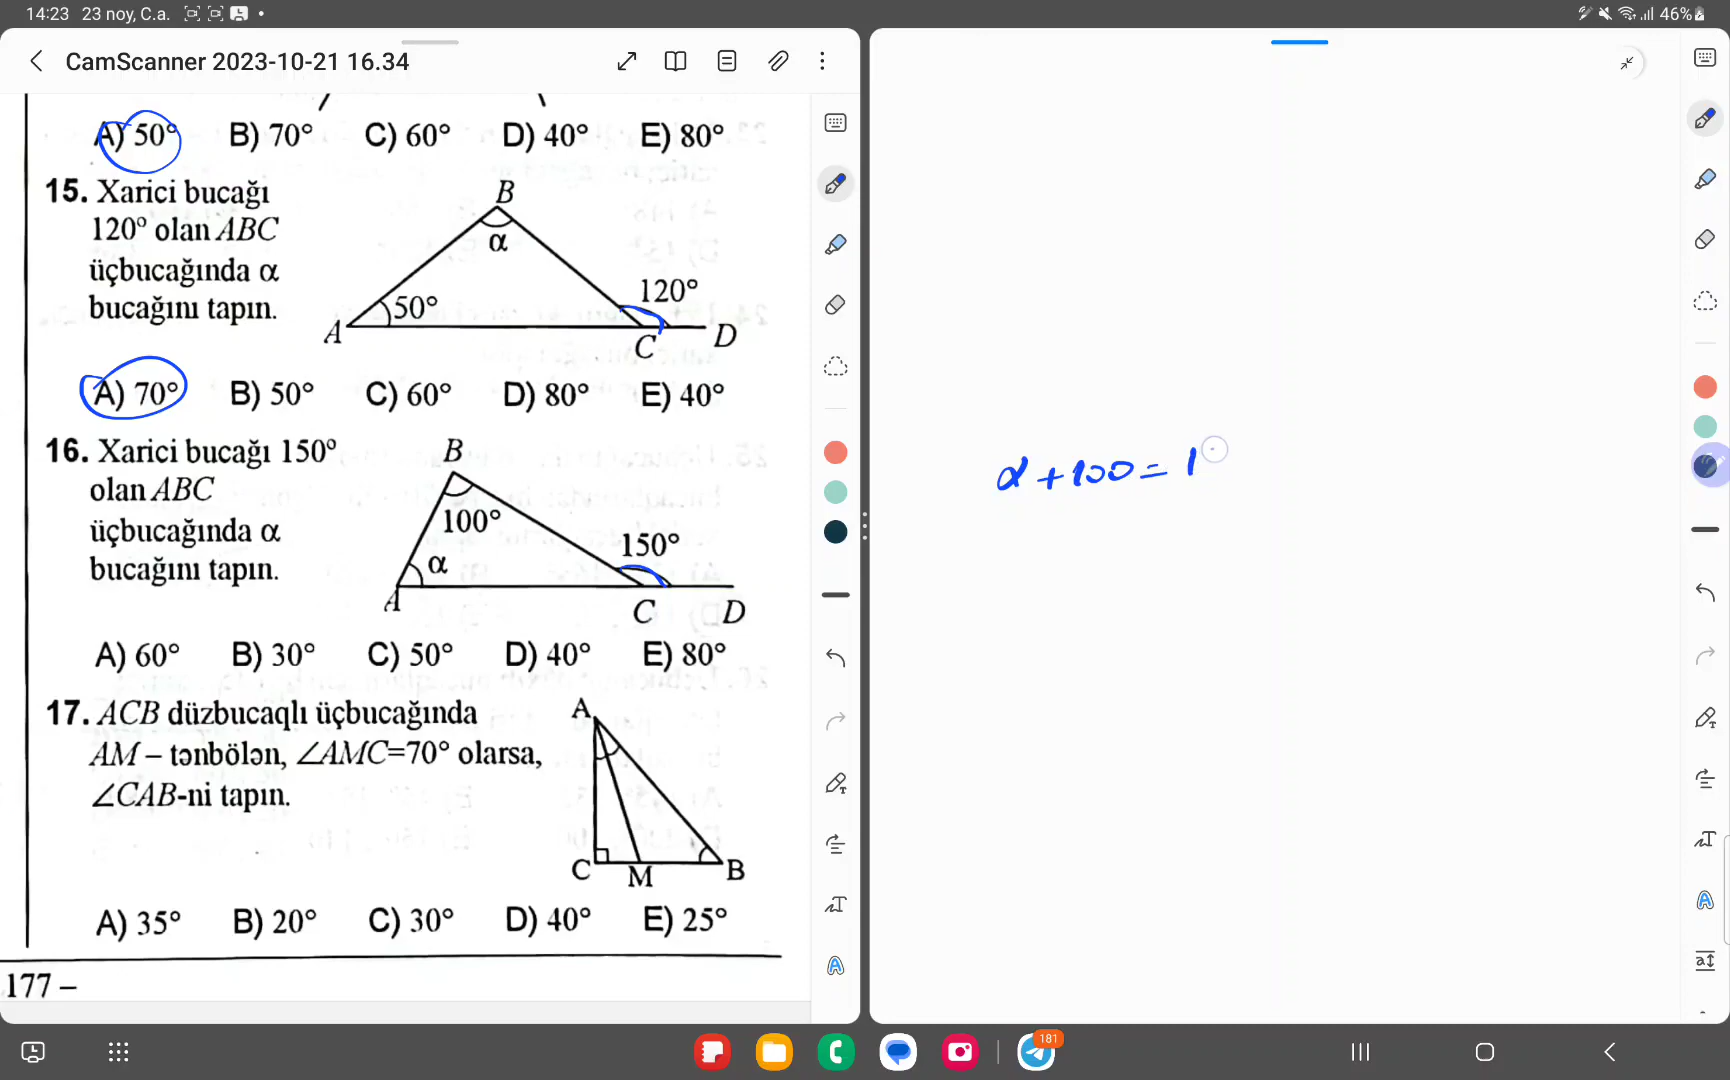 14:23 23 noy, C.a.
46%
CamScanner 2023-10-21 16.34
A) 50° B) 70° C) 60° D) 40° E) 80°
15. Xarici bucağı
120° olan ABC
üçbucağında α
bucağını tapın.
B
α
50°
120°
A
C
D
A) 70° B) 50° C) 60° D) 80° E) 40°
16. Xarici bucağı 150°
olan ABC
üçbucağında α
bucağını tapın.
B
100°
150°
α
A
C
D
A) 60° B) 30° C) 50° D) 40° E) 80°
17. ACB düzbucaqlı üçbucağında
AM – tənbölən, ∠AMC=70° olarsa,
∠CAB-ni tapın.
A
C
M
B
A) 35° B) 20° C) 30° D) 40° E) 25°
177 –
α + 100 = 1
181